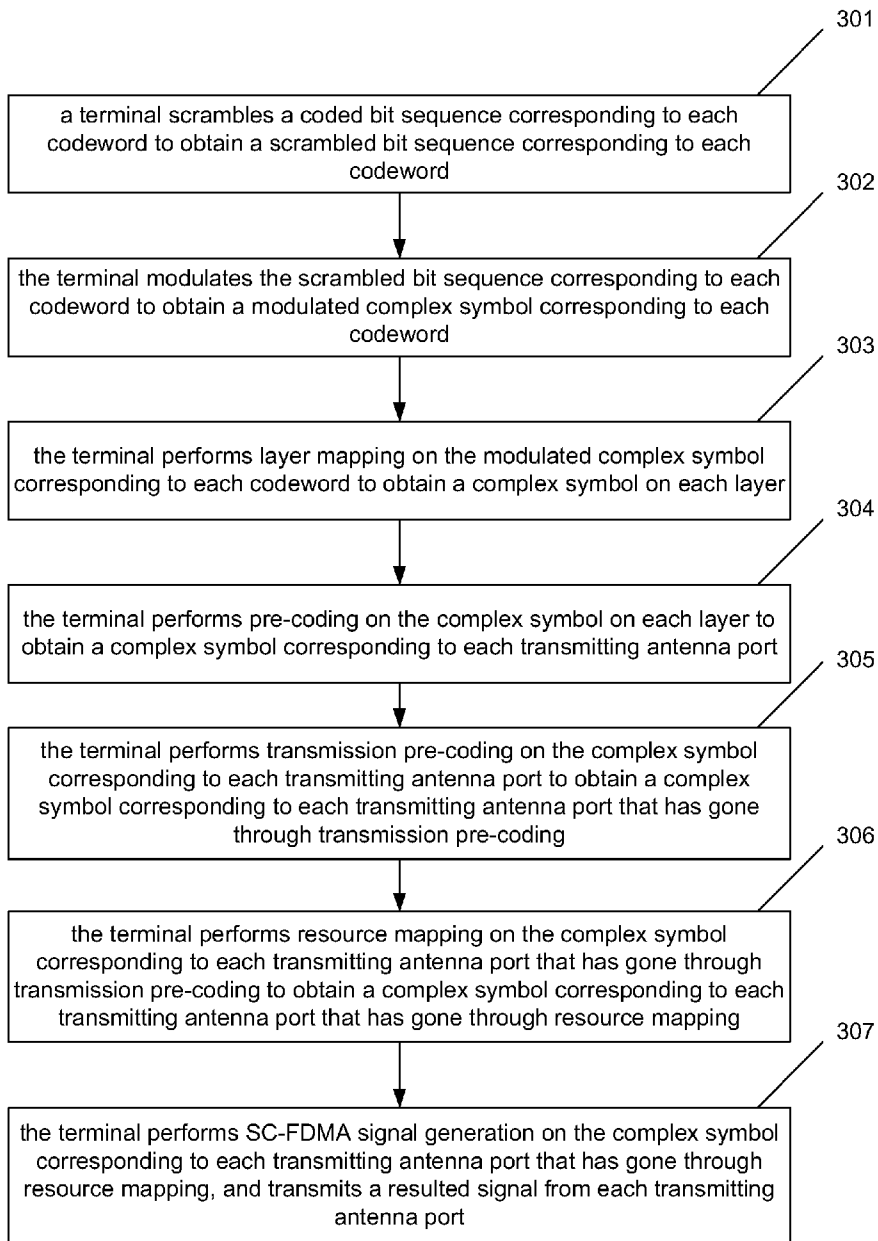 301
a terminal scrambles a coded bit sequence corresponding to each
codeword to obtain a scrambled bit sequence corresponding to each
codeword
302
the terminal modulates the scrambled bit sequence corresponding to each
codeword to obtain a modulated complex symbol corresponding to each
codeword
303
the terminal performs layer mapping on the modulated complex symbol
corresponding to each codeword to obtain a complex symbol on each layer
304
the terminal performs pre-coding on the complex symbol on each layer to
obtain a complex symbol corresponding to each transmitting antenna port
305
the terminal performs transmission pre-coding on the complex symbol
corresponding to each transmitting antenna port to obtain a complex
symbol corresponding to each transmitting antenna port that has gone
through transmission pre-coding
306
the terminal performs resource mapping on the complex symbol
corresponding to each transmitting antenna port that has gone through
transmission pre-coding to obtain a complex symbol corresponding to each
transmitting antenna port that has gone through resource mapping
307
the terminal performs SC-FDMA signal generation on the complex symbol
corresponding to each transmitting antenna port that has gone through
resource mapping, and transmits a resulted signal from each transmitting
antenna port